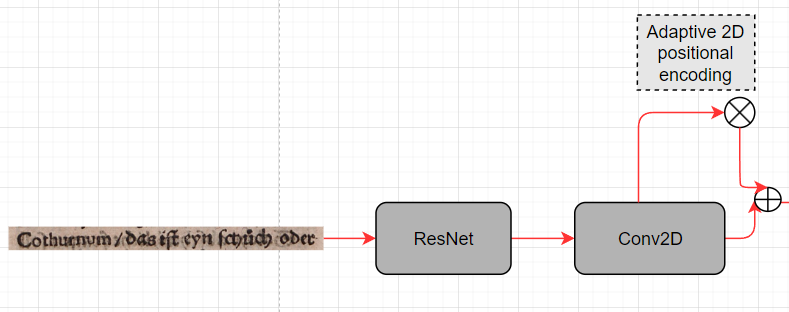 Adaptive 2D
positional
encoding
Cothurnum / das ist eyn schůch oder
ResNet
Conv2D